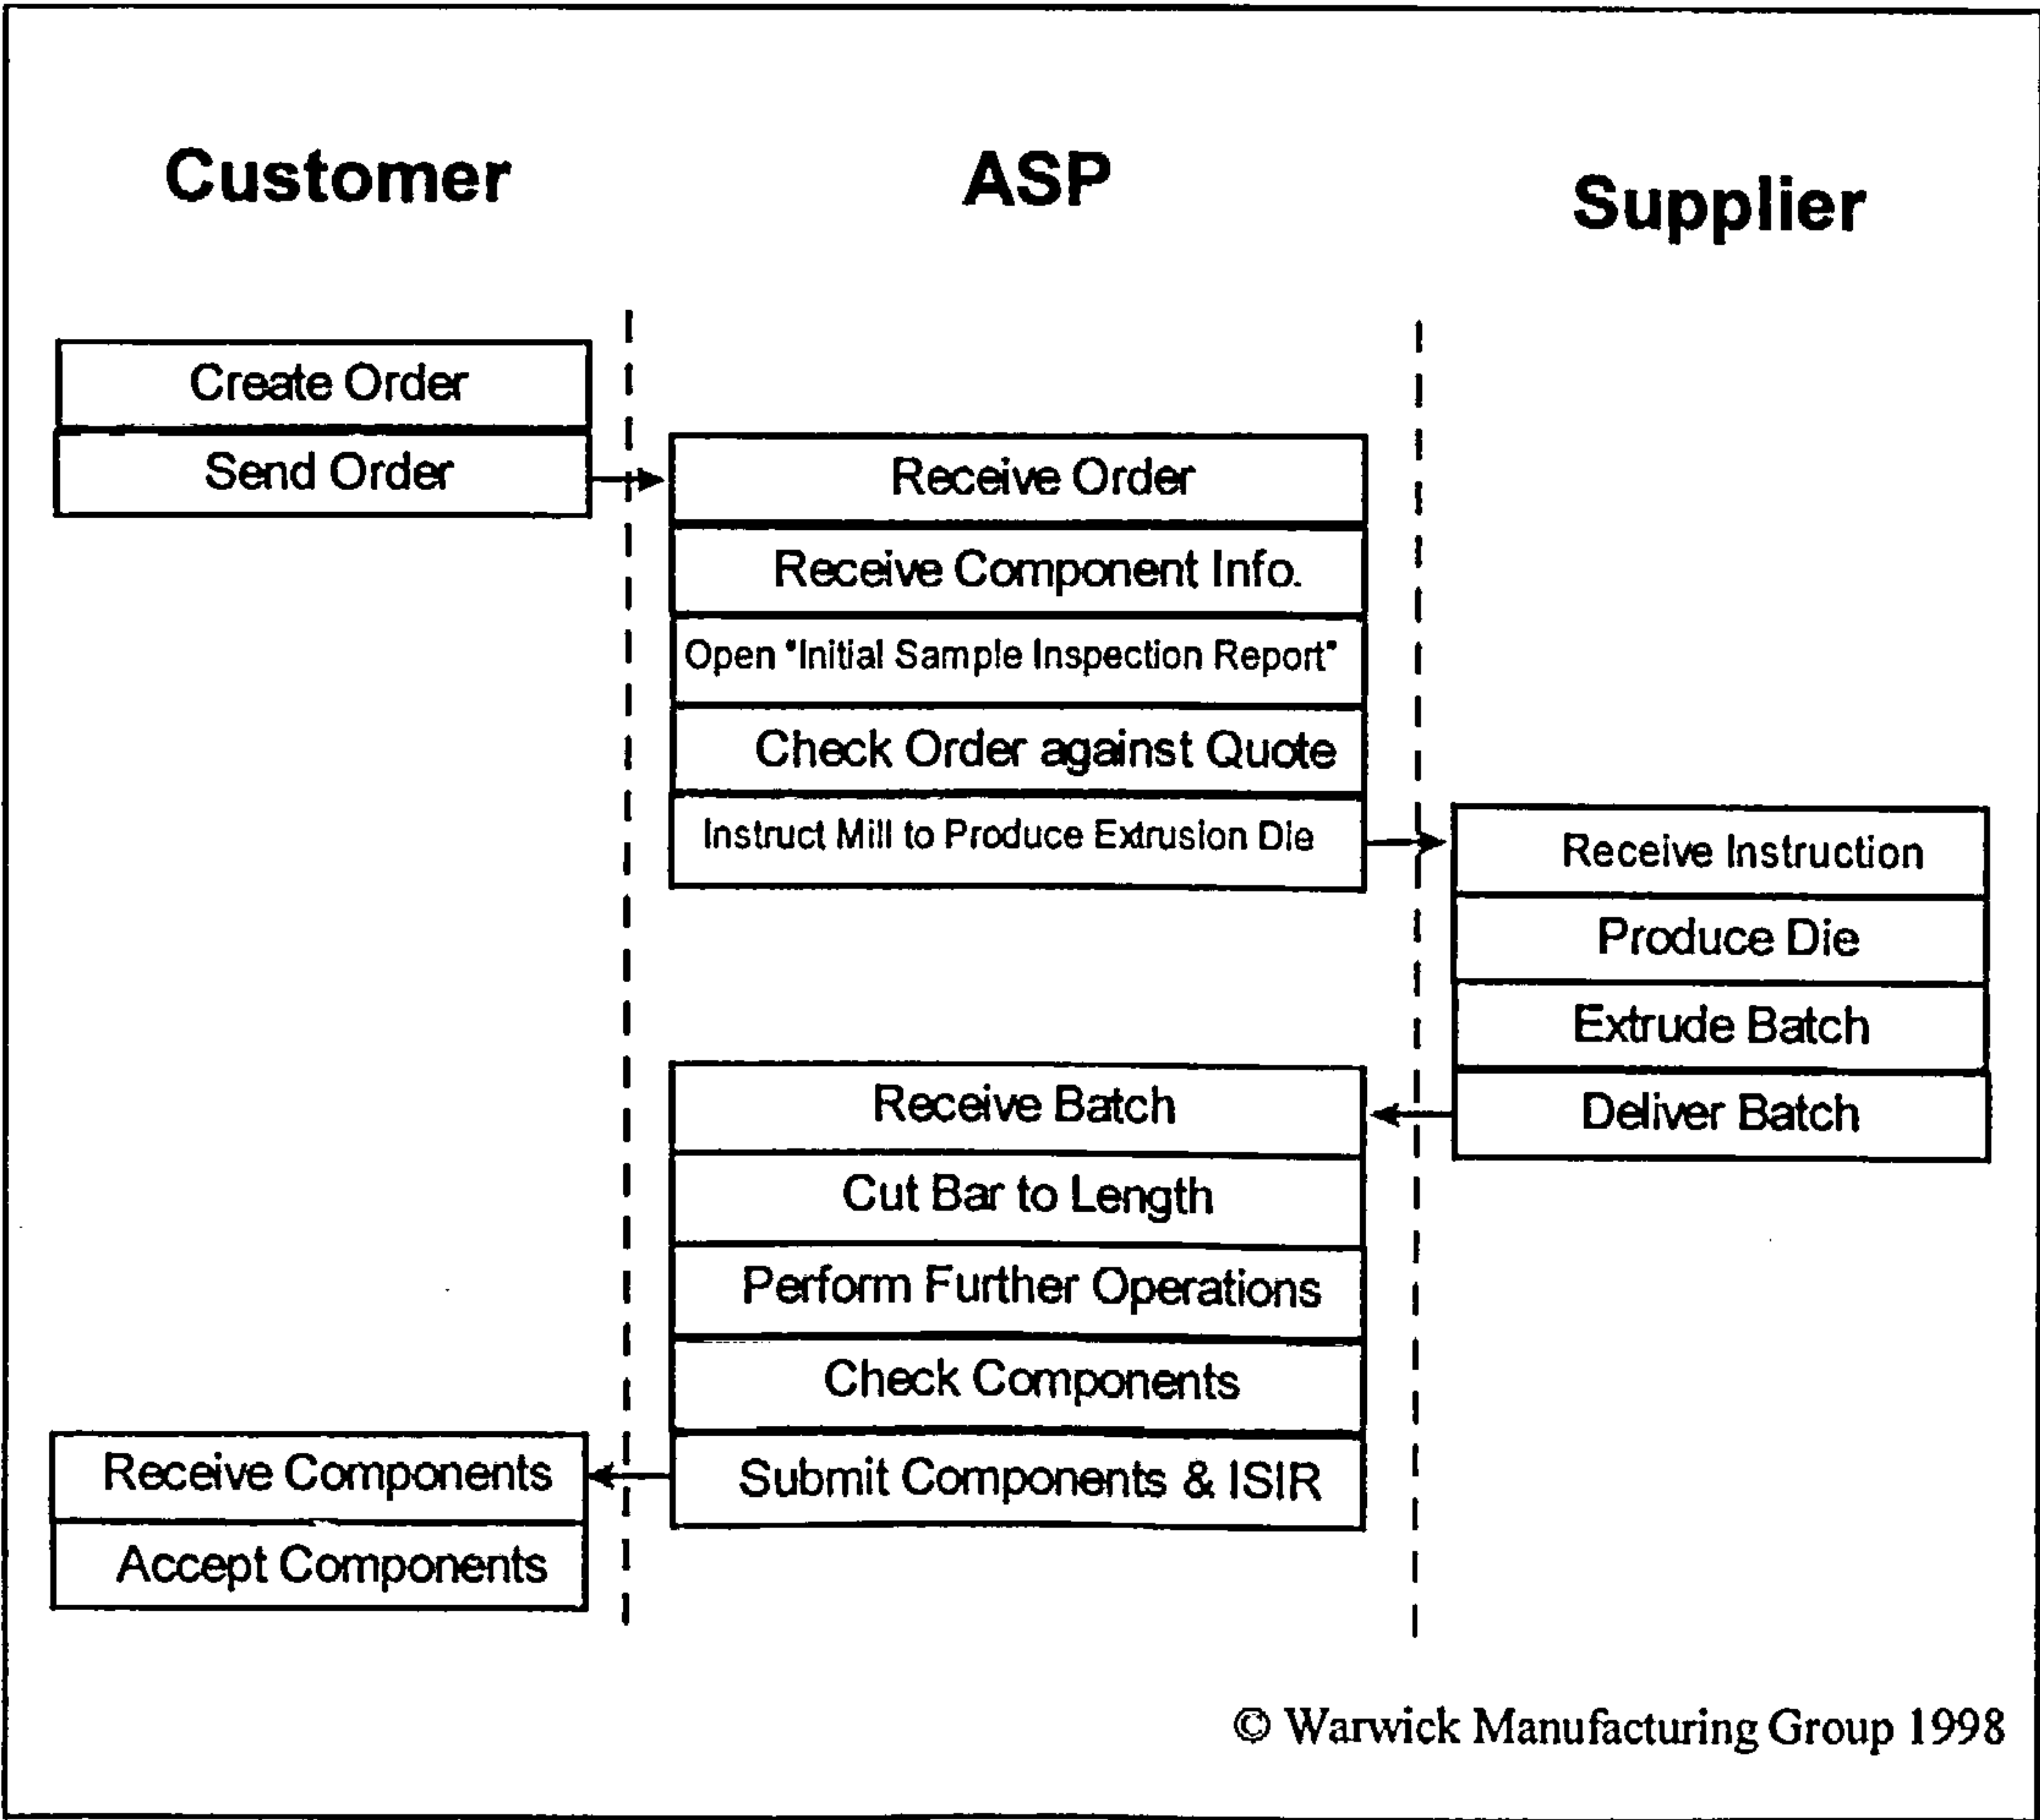 Customer
ASP
Supplier
Create Order
Send Order
Receive Order
Receive Component Info.
Open "Initial Sample Inspection Report"
Check Order against Quote
Instruct Mill to Produce Extrusion Die
Receive Instruction
Produce Die
Extrude Batch
Deliver Batch
Receive Batch
Cut Bar to Length
Perform Further Operations
Check Components
Submit Components & ISIR
Receive Components
Accept Components
© Warwick Manufacturing Group 1998